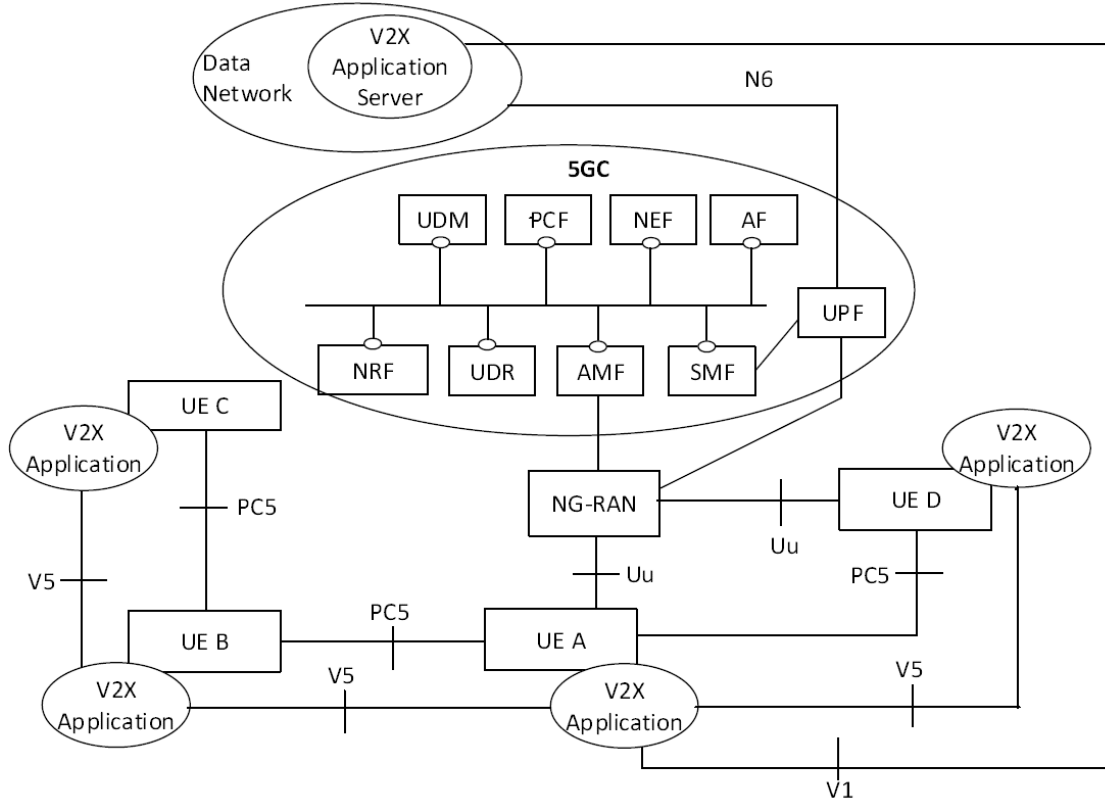 V2X
Application
Server
Data
Network
N6
5GC
UDM
PCF
NEF
AF
UPF
NRF
UDR
AMF
SMF
UE C
V2X
Application
V2X
Application
PC5
NG-RAN
UE D
Uu
V5
Uu
PC5
UE B
PC5
UE A
V5
V5
V2X
Application
V2X
Application
V1